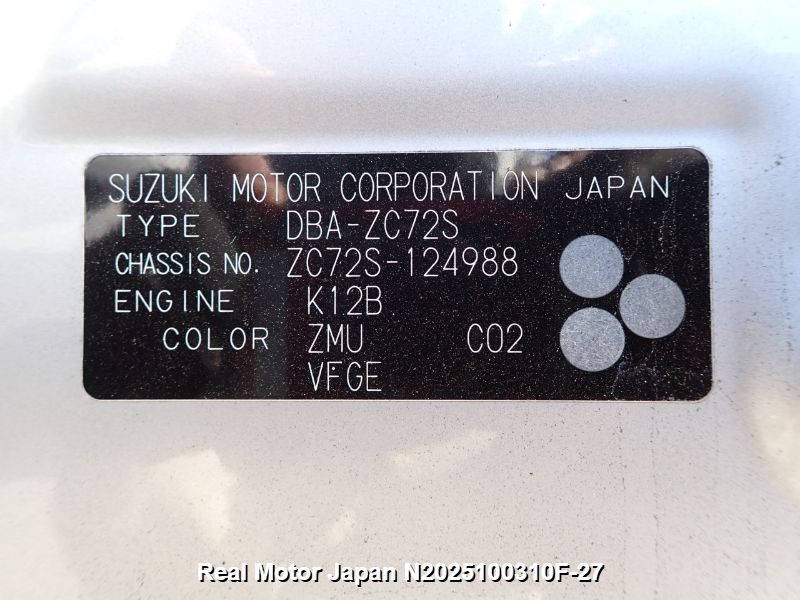 SUZUKI MOTOR CORPORATION JAPAN
TYPE DBA-ZC72S
CHASSIS NO. ZC72S-124988
ENGINE K12B
COLOR ZMU C02
VFGE
Real Motor Japan N2025100310F-27